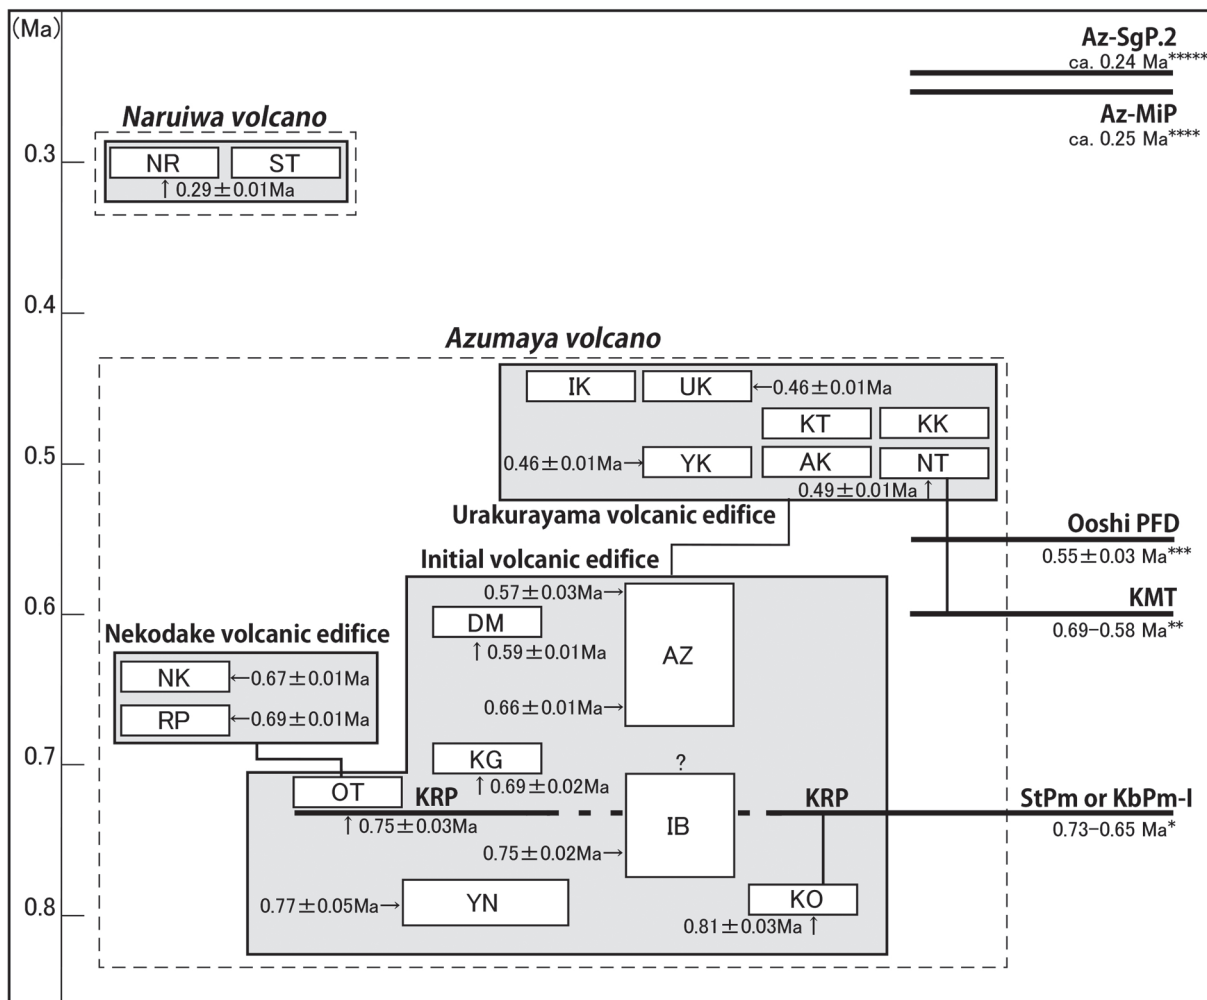 (Ma)
Az-SgP.2
ca. 0.24 Ma*****
Az-MiP
ca. 0.25 Ma****
Naruiwa volcano
0.3
NR ST
↑ 0.29±0.01Ma
0.4
Azumaya volcano
IK UK ←0.46±0.01Ma
KT KK
0.5
0.46±0.01Ma→ YK AK NT
0.49±0.01Ma ↑
Urakurayama volcanic edifice
Ooshi PFD
0.55±0.03 Ma***
Initial volcanic edifice
0.57±0.03Ma→
KMT
0.6
DM
0.69-0.58 Ma**
Nekodake volcanic edifice
↑ 0.59±0.01Ma
AZ
NK ←0.67±0.01Ma
0.66±0.01Ma→
RP ←0.69±0.01Ma
0.7
KG
?
↑ 0.69±0.02Ma
OT KRP KRP StPm or KbPm-I
↑ 0.75±0.03Ma
IB
0.73-0.65 Ma*
0.75±0.02Ma→
0.8
0.77±0.05Ma→ YN
KO
0.81±0.03Ma ↑